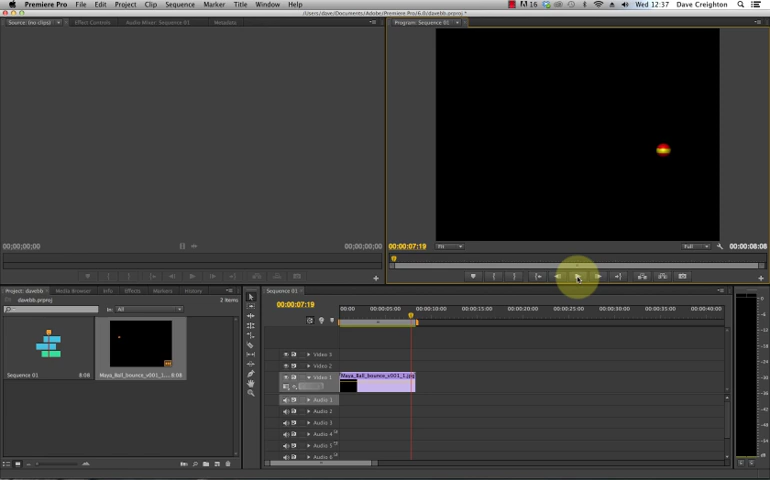 Premiere Pro File Edit Project Clip Sequence Marker Title Window Help
16 Wed 12:37 Dave Creighton
/Users/dave/Documents/Adobe/Premiere Pro/6.0/davebb.prproj *
Source: (no clips) Effect Controls Audio Mixer: Sequence 01 Metadata
Program: Sequence 01
00;00;00;00 00;00;00;00
00:00:07:19 Fit Full 00:00:08:08
Project: davebb Media Browser Info Effects Markers History
davebb.prproj 2 Items
In: All
Sequence 01 8:08
Maya_Ball_bounce_v001_1.... 8:08
Sequence 01
00:00:07:19
00:00 00:00:05:00 00:00:10:00 00:00:15:00 00:00:20:00 00:00:25:00 00:00:30:00 00:00:35:00 00:00:40:00
Video 3
Video 2
Video 1 Maya_Ball_bounce_v001_1.jpg
Audio 1
Audio 2
Audio 3
Audio 4
Audio 5
Audio 6